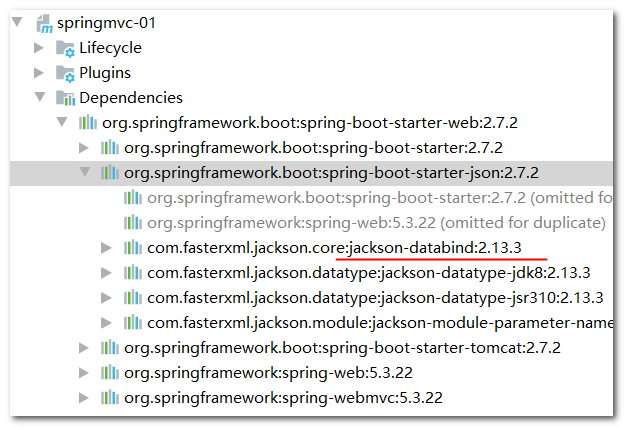 springmvc-01
Lifecycle
Plugins
Dependencies
org.springframework.boot:spring-boot-starter-web:2.7.2
org.springframework.boot:spring-boot-starter:2.7.2
org.springframework.boot:spring-boot-starter-json:2.7.2
org.springframework.boot:spring-boot-starter:2.7.2 (omitted fo
org.springframework:spring-web:5.3.22 (omitted for duplicate)
com.fasterxml.jackson.core:jackson-databind:2.13.3
com.fasterxml.jackson.datatype:jackson-datatype-jdk8:2.13.3
com.fasterxml.jackson.datatype:jackson-datatype-jsr310:2.13.3
com.fasterxml.jackson.module:jackson-module-parameter-name
org.springframework.boot:spring-boot-starter-tomcat:2.7.2
org.springframework:spring-web:5.3.22
org.springframework:spring-webmvc:5.3.22